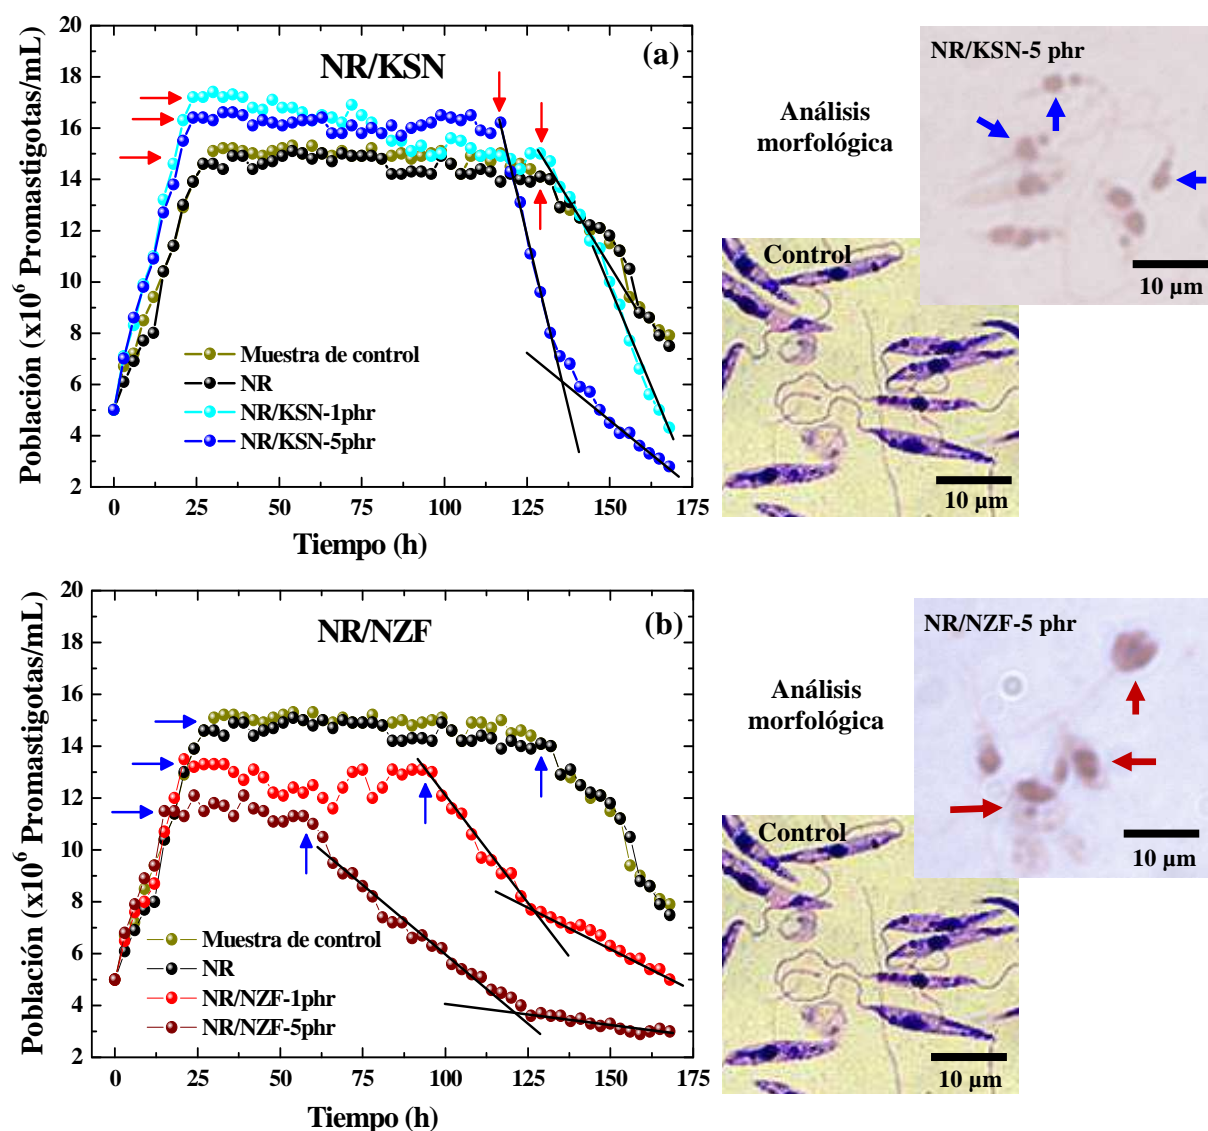 (a)
NR/KSN
Población (x10⁶ Promastigotas/mL)
20
18
16
14
12
10
8
6
4
2
Muestra de control
NR
NR/KSN-1phr
NR/KSN-5phr
0 25 50 75 100 125 150 175
Tiempo (h)
Análisis
morfológica
NR/KSN-5 phr
10 µm
Control
10 µm
(b)
NR/NZF
Población (x10⁶ Promastigotas/mL)
20
18
16
14
12
10
8
6
4
2
Muestra de control
NR
NR/NZF-1phr
NR/NZF-5phr
0 25 50 75 100 125 150 175
Tiempo (h)
Análisis
morfológica
NR/NZF-5 phr
10 µm
Control
10 µm